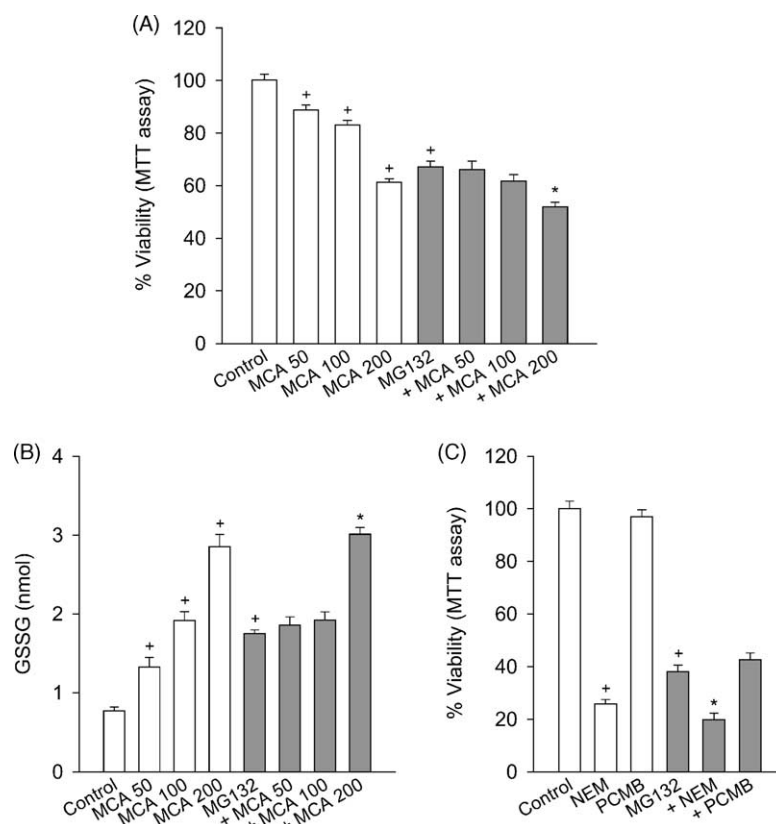 (A)
% Viability (MTT assay)
120
100
80
60
40
20
0
+
+
+
+
*
Control
MCA 50
MCA 100
MCA 200
MG132
+ MCA 50
+ MCA 100
+ MCA 200
(B)
GSSG (nmol)
4
3
2
1
0
+
+
+
+
*
Control
MCA 50
MCA 100
MCA 200
MG132
+ MCA 50
+ MCA 100
+ MCA 200
(C)
% Viability (MTT assay)
120
100
80
60
40
20
0
+
+
*
Control
NEM
PCMB
MG132
+ NEM
+ PCMB